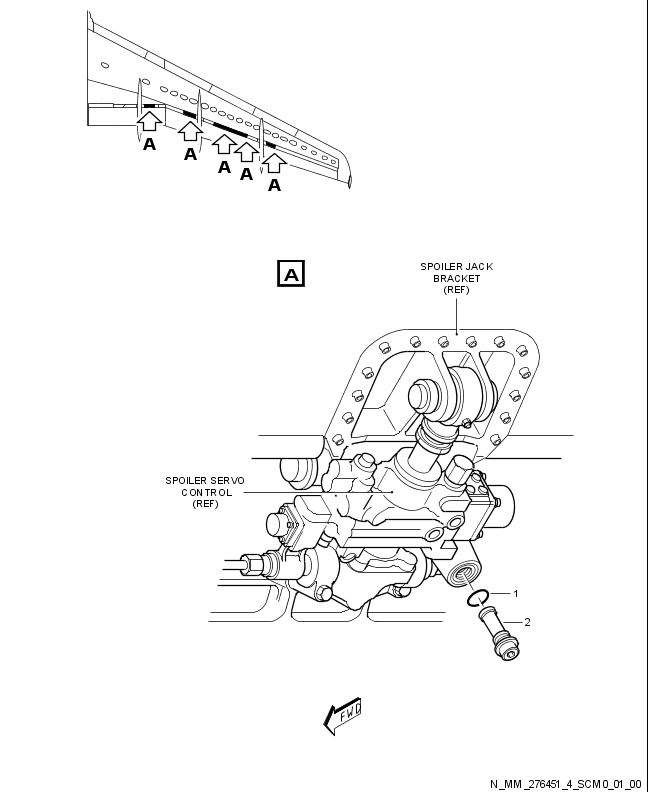 A
A
A
A
A
A
SPOILER JACK
BRACKET
(REF)
SPOILER SERVO
CONTROL
(REF)
1
2
FWD
N_MM_276451_4_SCM0_01_00